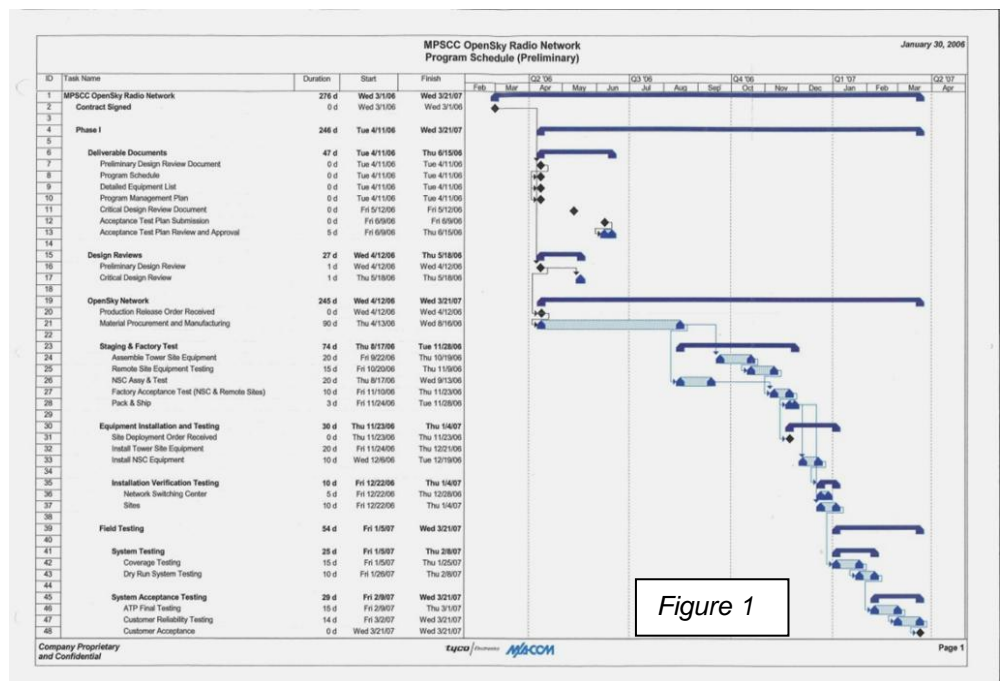 MPSCC OpenSky Radio Network
Program Schedule (Preliminary)
January 30, 2006
ID Task Name Duration Start Finish Q2 '06 Q3 '06 Q4 '06 Q1 '07 Q2 '07
Feb Mar Apr May Jun Jul Aug Sep Oct Nov Dec Jan Feb Mar Apr
1 MPSCC OpenSky Radio Network 276 d Wed 3/1/06 Wed 3/21/07
2 Contract Signed 0 d Wed 3/1/06 Wed 3/1/06
3
4 Phase I 246 d Tue 4/11/06 Wed 3/21/07
5
6 Deliverable Documents 47 d Tue 4/11/06 Thu 6/15/06
7 Preliminary Design Review Document 0 d Tue 4/11/06 Tue 4/11/06
8 Program Schedule 0 d Tue 4/11/06 Tue 4/11/06
9 Detailed Equipment List 0 d Tue 4/11/06 Tue 4/11/06
10 Program Management Plan 0 d Tue 4/11/06 Tue 4/11/06
11 Critical Design Review Document 0 d Fri 5/12/06 Fri 5/12/06
12 Acceptance Test Plan Submission 0 d Fri 6/9/06 Fri 6/9/06
13 Acceptance Test Plan Review and Approval 5 d Fri 6/9/06 Thu 6/15/06
14
15 Design Reviews 27 d Wed 4/12/06 Thu 5/18/06
16 Preliminary Design Review 1 d Wed 4/12/06 Wed 4/12/06
17 Critical Design Review 1 d Thu 5/18/06 Thu 5/18/06
18
19 OpenSky Network 245 d Wed 4/12/06 Wed 3/21/07
20 Production Release Order Received 0 d Wed 4/12/06 Wed 4/12/06
21 Material Procurement and Manufacturing 90 d Thu 4/13/06 Wed 8/16/06
22
23 Staging & Factory Test 74 d Thu 8/17/06 Tue 11/28/06
24 Assemble Tower Site Equipment 20 d Fri 9/22/06 Thu 10/19/06
25 Remote Site Equipment Testing 15 d Fri 10/20/06 Thu 11/9/06
26 NSC Assy & Test 20 d Thu 8/17/06 Wed 9/13/06
27 Factory Acceptance Test (NSC & Remote Sites) 10 d Fri 11/10/06 Thu 11/23/06
28 Pack & Ship 3 d Fri 11/24/06 Tue 11/28/06
29
30 Equipment Installation and Testing 30 d Thu 11/23/06 Thu 1/4/07
31 Site Deployment Order Received 0 d Thu 11/23/06 Thu 11/23/06
32 Install Tower Site Equipment 20 d Fri 11/24/06 Thu 12/21/06
33 Install NSC Equipment 10 d Wed 12/6/06 Tue 12/19/06
34
35 Installation Verification Testing 10 d Fri 12/22/06 Thu 1/4/07
36 Network Switching Center 5 d Fri 12/22/06 Thu 12/28/06
37 Sites 10 d Fri 12/22/06 Thu 1/4/07
38
39 Field Testing 54 d Fri 1/5/07 Wed 3/21/07
40
41 System Testing 25 d Fri 1/5/07 Thu 2/8/07
42 Coverage Testing 15 d Fri 1/5/07 Thu 1/25/07
43 Dry Run System Testing 10 d Fri 1/26/07 Thu 2/8/07
44
45 System Acceptance Testing 29 d Fri 2/9/07 Wed 3/21/07
46 ATP Final Testing 15 d Fri 2/9/07 Thu 3/1/07
47 Customer Reliability Testing 14 d Fri 3/2/07 Wed 3/21/07
48 Customer Acceptance 0 d Wed 3/21/07 Wed 3/21/07
Figure 1
Company Proprietary
and Confidential
tyco Electronics M/ACOM
Page 1